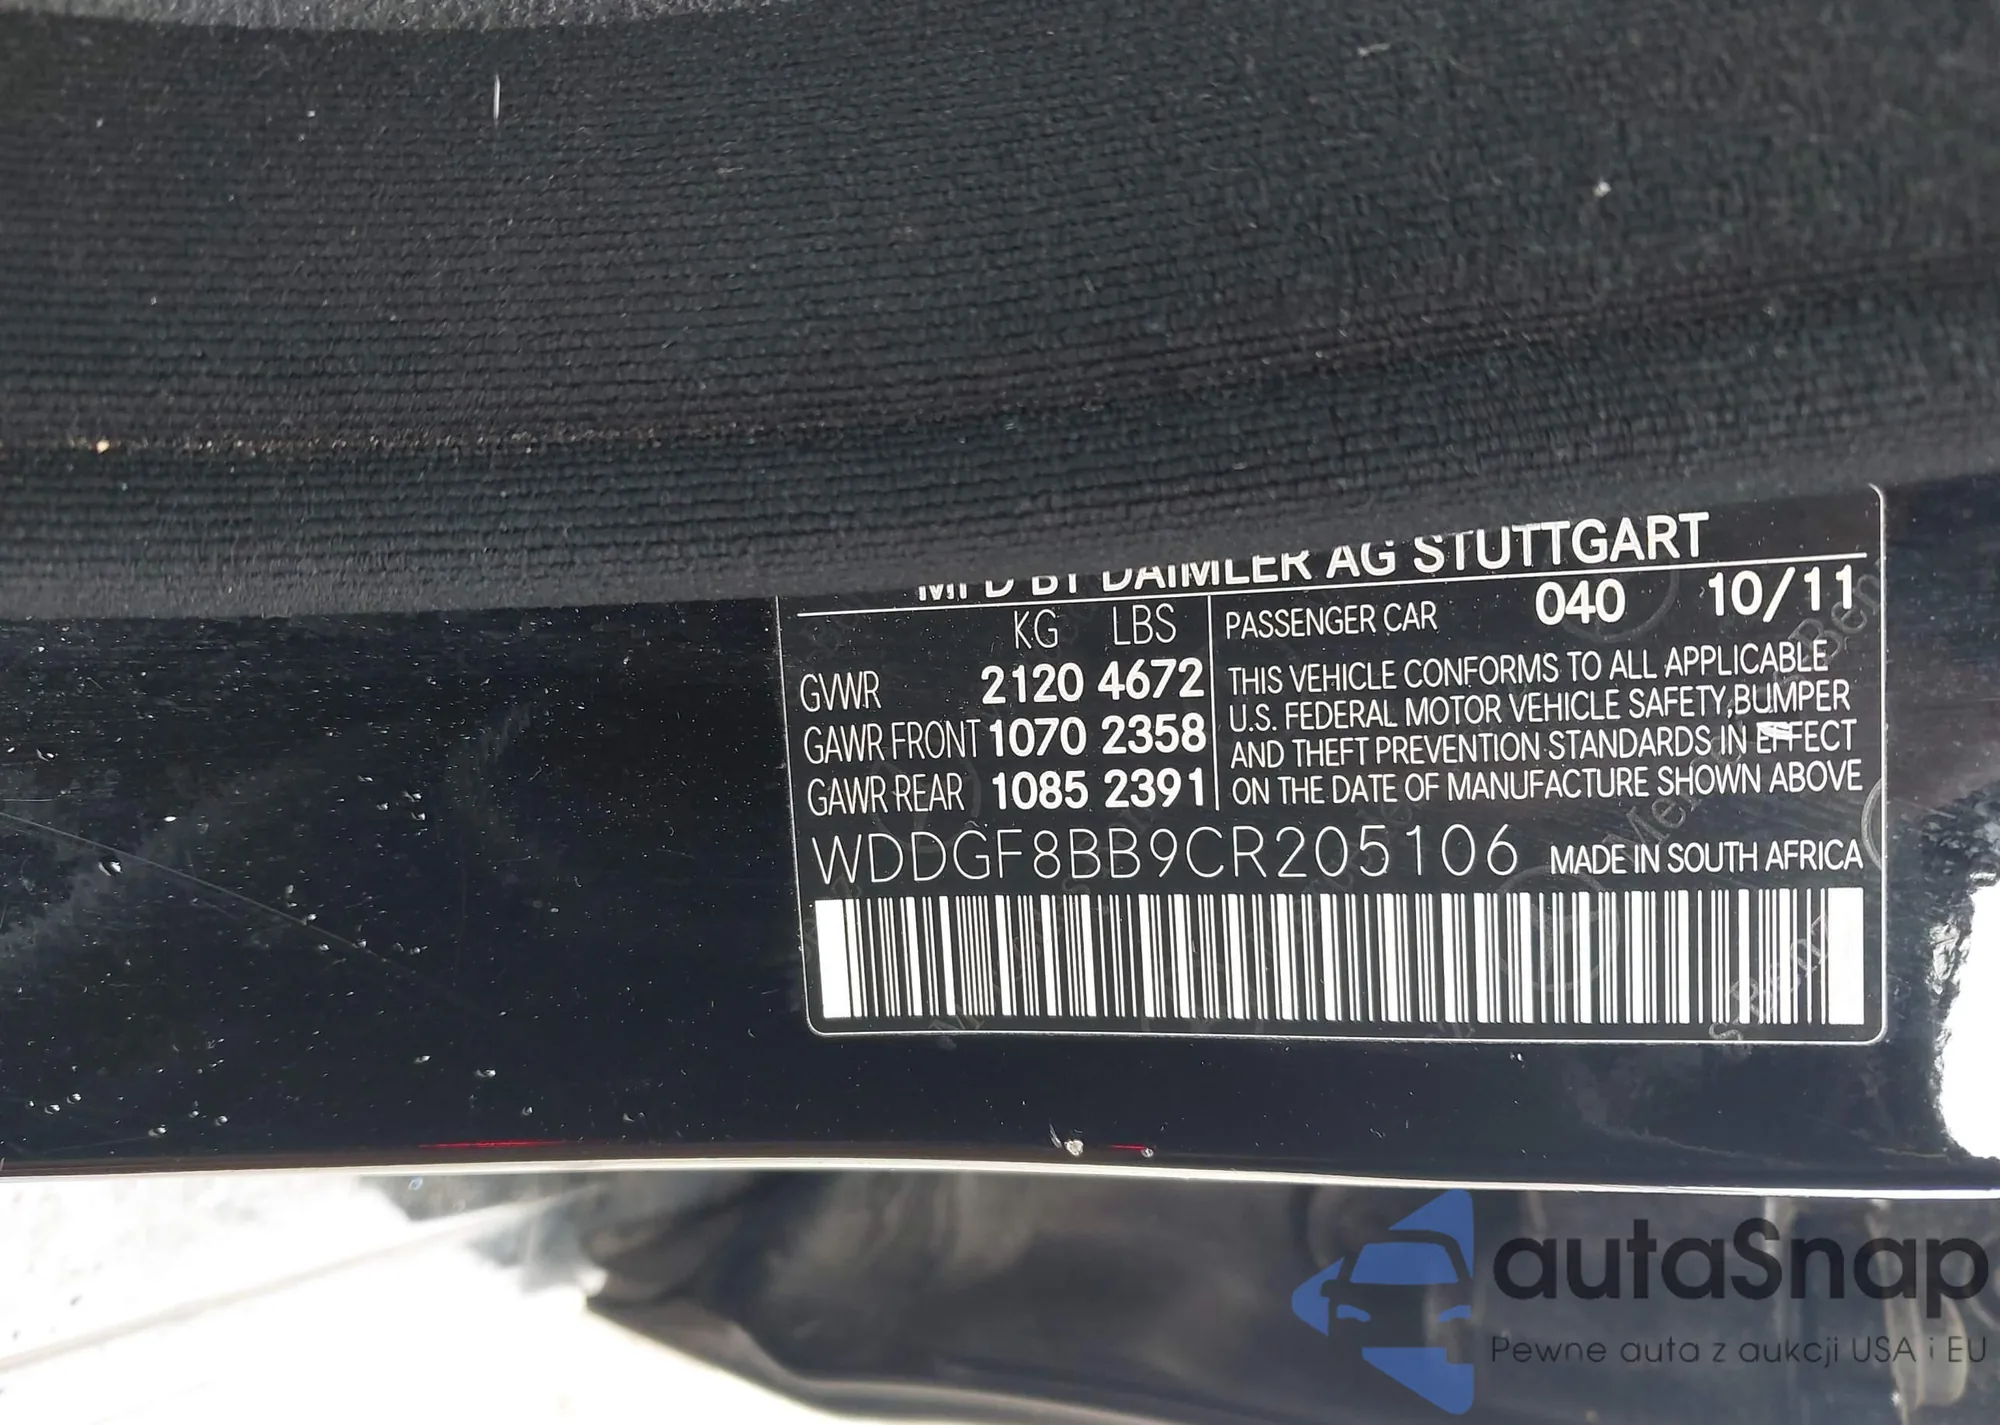 MFD BY DAIMLER AG STUTTGART
KG LBS PASSENGER CAR 040 10/11
GVWR 2120 4672 THIS VEHICLE CONFORMS TO ALL APPLICABLE
U.S. FEDERAL MOTOR VEHICLE SAFETY,BUMPER
GAWR FRONT 1070 2358 AND THEFT PREVENTION STANDARDS IN EFFECT
GAWR REAR 1085 2391 ON THE DATE OF MANUFACTURE SHOWN ABOVE
WDDGF8BB9CR205106 MADE IN SOUTH AFRICA
autaSnap
Pewne auta z aukcji USA i EU